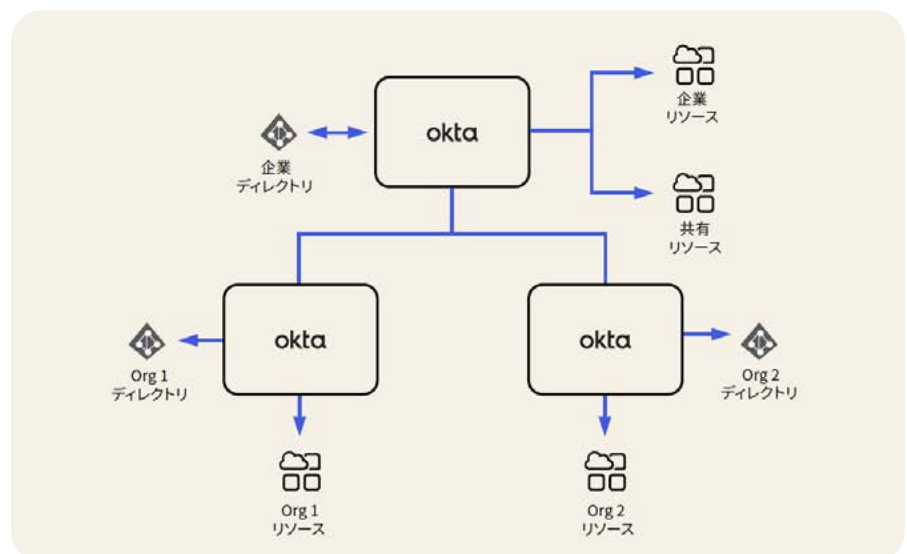 企業
リソース
okta
企業
ディレクトリ
共有
リソース
okta
okta
Org 1
ディレクトリ
Org 2
ディレクトリ
Org 1
リソース
Org 2
リソース